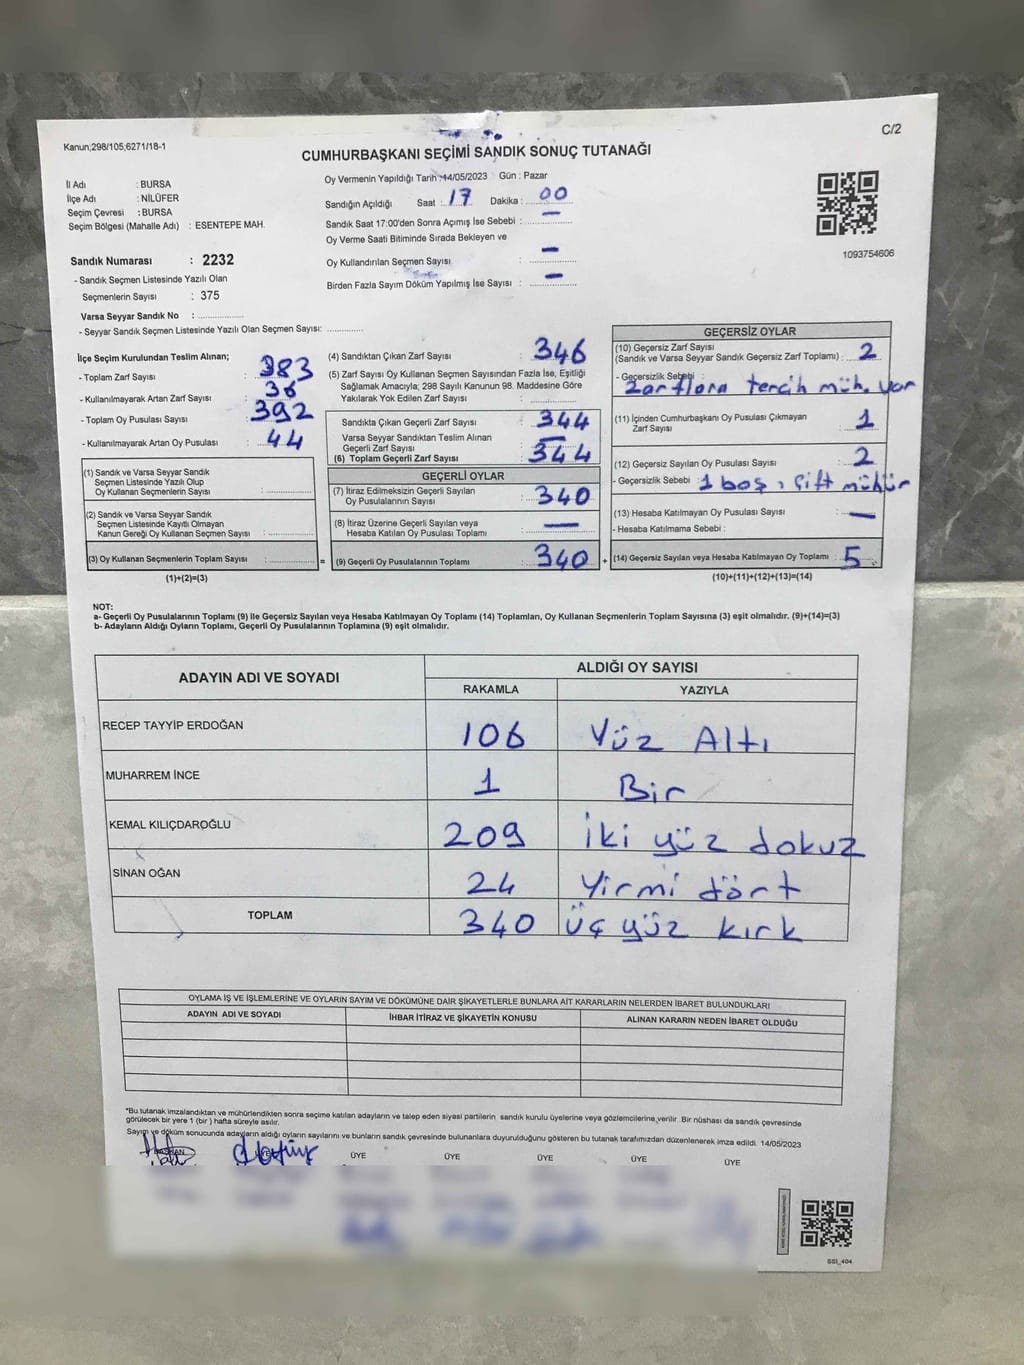 C/2
Kanun;298/105;6271/18-1
CUMHURBAŞKANI SEÇİMİ SANDIK SONUÇ TUTANAĞI
İl Adı : BURSA
İlçe Adı : NİLÜFER
Seçim Çevresi : BURSA
Seçim Bölgesi (Mahalle Adı) : ESENTEPE MAH.
Sandık Numarası : 2232
- Sandık Seçmen Listesinde Yazılı Olan
Seçmenlerin Sayısı : 375
Varsa Seyyar Sandık No : ..............
- Seyyar Sandık Seçmen Listesinde Yazılı Olan Seçmen Sayısı: ............
Oy Vermenin Yapıldığı Tarih :14/05/2023 Gün : Pazar
Sandığın Açıldığı Saat : 17 Dakika : 00
Sandık Saat 17:00'den Sonra Açımış İse Sebebi : —
Oy Verme Saati Bitiminde Sırada Bekleyen ve
Oy Kullandırılan Seçmen Sayısı : —
Birden Fazla Sayım Döküm Yapılmış İse Sayısı : —
1093754606
İlçe Seçim Kurulundan Teslim Alınan;
- Toplam Zarf Sayısı : 383
- Kullanılmayarak Artan Zarf Sayısı : 36
- Toplam Oy Pusulası Sayısı : 392
- Kullanılmayarak Artan Oy Pusulası : 44
(1) Sandık ve Varsa Seyyar Sandık
Seçmen Listesinde Yazılı Olup
Oy Kullanan Seçmenlerin Sayısı : ............
(2) Sandık ve Varsa Seyyar Sandık
Seçmen Listesinde Kayıtlı Olmayan
Kanun Gereği Oy Kullanan Seçmen Sayısı : ............
(3) Oy Kullanan Seçmenlerin Toplam Sayısı : ............ =
(1)+(2)=(3)
(4) Sandıktan Çıkan Zarf Sayısı : 346
(5) Zarf Sayısı Oy Kullanan Seçmen Sayısından Fazla İse, Eşitliği
Sağlamak Amacıyla; 298 Sayılı Kanunun 98. Maddesine Göre
Yakılarak Yok Edilen Zarf Sayısı : ............
Sandıkta Çıkan Geçerli Zarf Sayısı : 344
Varsa Seyyar Sandıktan Teslim Alınan
Geçerli Zarf Sayısı : —
(6) Toplam Geçerli Zarf Sayısı : 344
GEÇERLİ OYLAR
(7) İtiraz Edilmeksizin Geçerli Sayılan
Oy Pusulalarının Sayısı : 340
(8) İtiraz Üzerine Geçerli Sayılan veya
Hesaba Katılan Oy Pusulası Toplamı : —
(9) Geçerli Oy Pusulalarının Toplamı : 340 +
GEÇERSİZ OYLAR
(10) Geçersiz Zarf Sayısı
(Sandık ve Varsa Seyyar Sandık Geçersiz Zarf Toplamı) : 2
- Geçersizlik Sebebi :
zarflara tercih müh. var
(11) İçinden Cumhurbaşkanı Oy Pusulası Çıkmayan
Zarf Sayısı : 1
(12) Geçersiz Sayılan Oy Pusulası Sayısı : 2
- Geçersizlik Sebebi : 1 boş 1 çift mühür
(13) Hesaba Katılmayan Oy Pusulası Sayısı : —
- Hesaba Katılmama Sebebi :
(14) Geçersiz Sayılan veya Hesaba Katılmayan Oy Toplamı : 5
(10)+(11)+(12)+(13)=(14)
NOT:
a- Geçerli Oy Pusulalarının Toplamı (9) ile Geçersiz Sayılan veya Hesaba Katılmayan Oy Toplamı (14) Toplamları, Oy Kullanan Seçmenlerin Toplam Sayısına (3) eşit olmalıdır. (9)+(14)=(3)
b- Adayların Aldığı Oyların Toplamı, Geçerli Oy Pusulalarının Toplamına (9) eşit olmalıdır.
ADAYIN ADI VE SOYADI
ALDIĞI OY SAYISI
RAKAMLA YAZIYLA
RECEP TAYYİP ERDOĞAN 106 Yüz Altı
MUHARREM İNCE 1 Bir
KEMAL KILIÇDAROĞLU 209 iki yüz dokuz
SİNAN OĞAN 24 Yirmi dört
TOPLAM 340 üç yüz kırk
OYLAMA İŞ VE İŞLEMLERİNE VE OYLARIN SAYIM VE DÖKÜMÜNE DAİR ŞİKAYETLERLE BUNLARA AİT KARARLARIN NELERDEN İBARET BULUNDUKLARI
ADAYIN ADI VE SOYADI İHBAR İTİRAZ VE ŞİKAYETİN KONUSU ALINAN KARARIN NEDEN İBARET OLDUĞU
*Bu tutanak imzalandıktan ve mühürlendikten sonra seçime katılan adayların ve talep eden siyasi partilerin sandık kurulu üyelerine veya gözlemcilerine verilir. Bir nüshası da sandık çevresinde
görülecek bir yere 1 (bir) hafta süreyle asılır.
Sayım ve döküm sonucunda adayların aldığı oyların sayılarını ve bunların sandık çevresinde bulunanlara duyurulduğunu gösteren bu tutanak tarafımızdan düzenlenerek imza edildi. 14/05/2023
BAŞKAN ÜYE ÜYE ÜYE ÜYE ÜYE ÜYE
SSİ_404